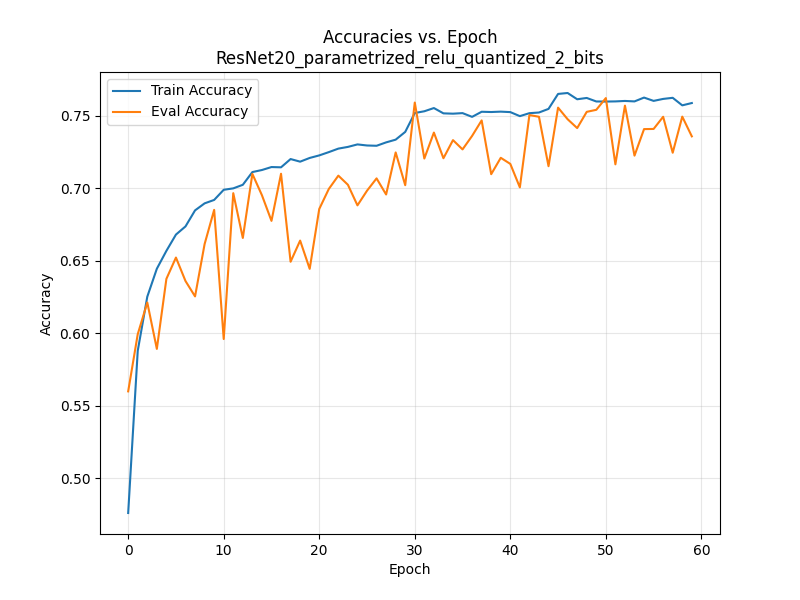 Accuracies vs. Epoch
ResNet20_parametrized_relu_quantized_2_bits
Train Accuracy
Eval Accuracy
0.75
0.70
0.65
0.60
0.55
0.50
Accuracy
0 10 20 30 40 50 60
Epoch